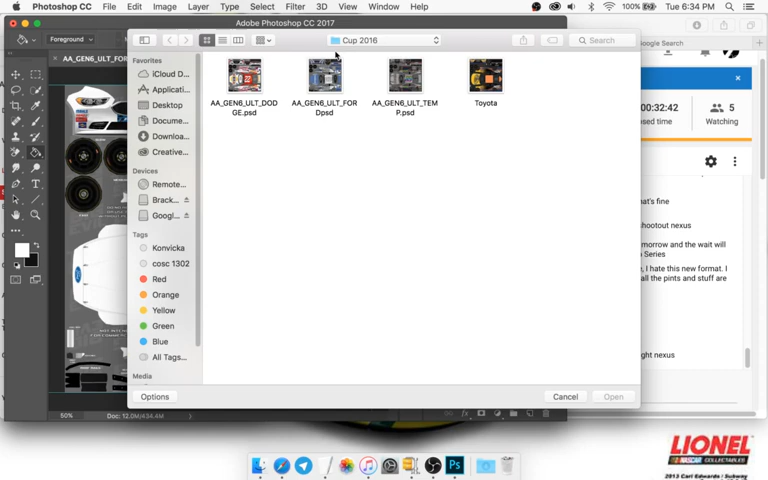 Photoshop CC File Edit Image Layer Type Select Filter 3D View Window Help 100% Tue 6:34 PM
Adobe Photoshop CC 2017
Foreground
Cup 2016
Search
Google Search
AA_GEN6_ULT_FOR
Favorites
iCloud D...
Applicati...
Desktop
Docume...
Downloa...
Creative...
Devices
Remote...
Brack...
Googl...
Tags
Konvicka
cosc 1302
Red
Orange
Yellow
Green
Blue
All Tags...
Media
AA_GEN6_ULT_DOD
GE.psd
AA_GEN6_ULT_FOR
Dpsd
AA_GEN6_ULT_TEM
P.psd
Toyota
00:32:42
sed time
5
Watching
at's fine
shootout nexus
morrow and the wait will
Series
, I hate this new format. I
all the pints and stuff are
ght nexus
Options
Cancel
Open
50%
Doc: 12.0M/434.4M
Ps
LIONEL
NASCAR COLLECTABLES
2013 Carl Edwards / Subway